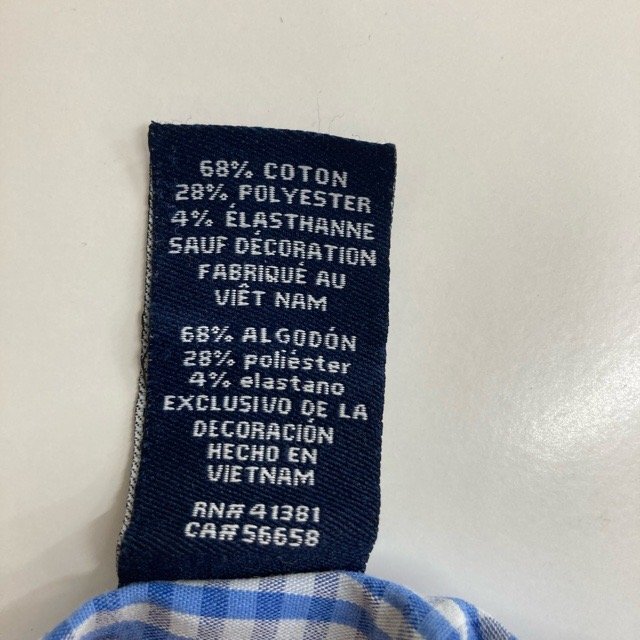 68% COTON
28% POLYESTER
4% ÉLASTHANNE
SAUF DÉCORATION
FABRIQUÉ AU
VIÊT NAM
68% ALGODÓN
28% poliéster
4% elastano
EXCLUSIVO DE LA
DECORACIÓN
HECHO EN
VIETNAM
RN# 41381
CA# 56658